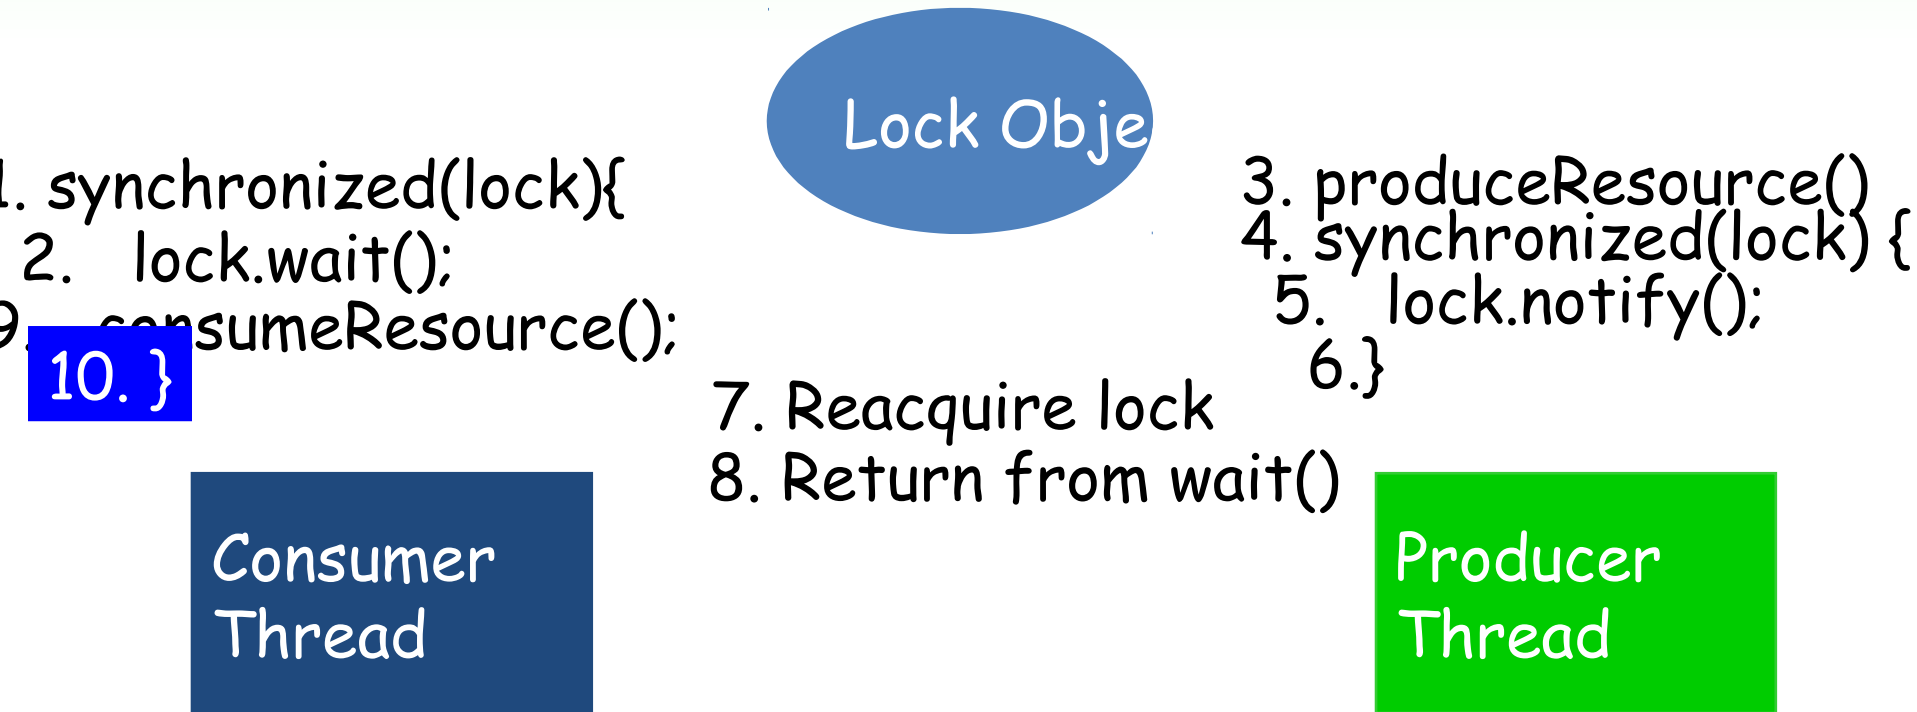 Lock Obje
1. synchronized(lock){
2. lock.wait();
9. consumeResource();
10. }
3. produceResource()
4. synchronized(lock) {
5. lock.notify();
6.}
7. Reacquire lock
8. Return from wait()
Consumer
Thread
Producer
Thread